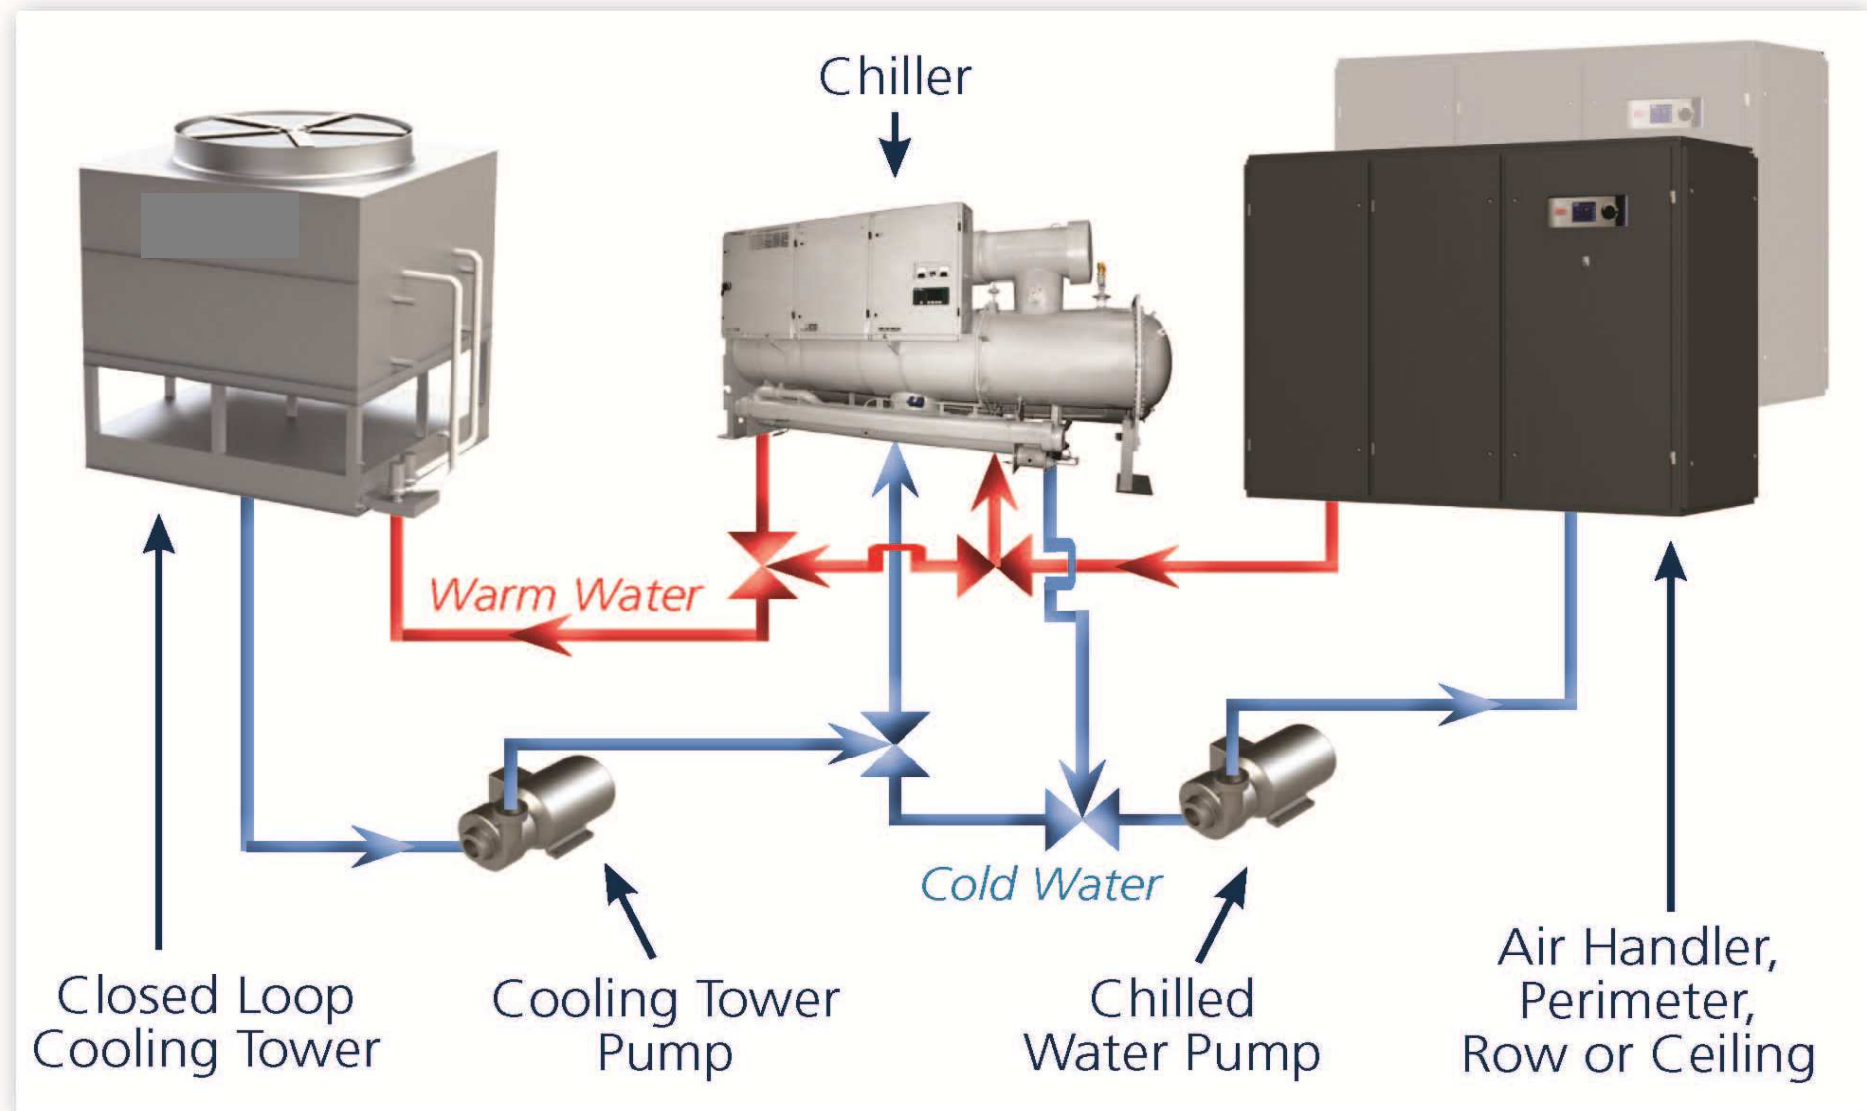 Chiller
Warm Water
Cold Water
Closed Loop
Cooling Tower
Cooling Tower
Pump
Chilled
Water Pump
Air Handler,
Perimeter,
Row or Ceiling